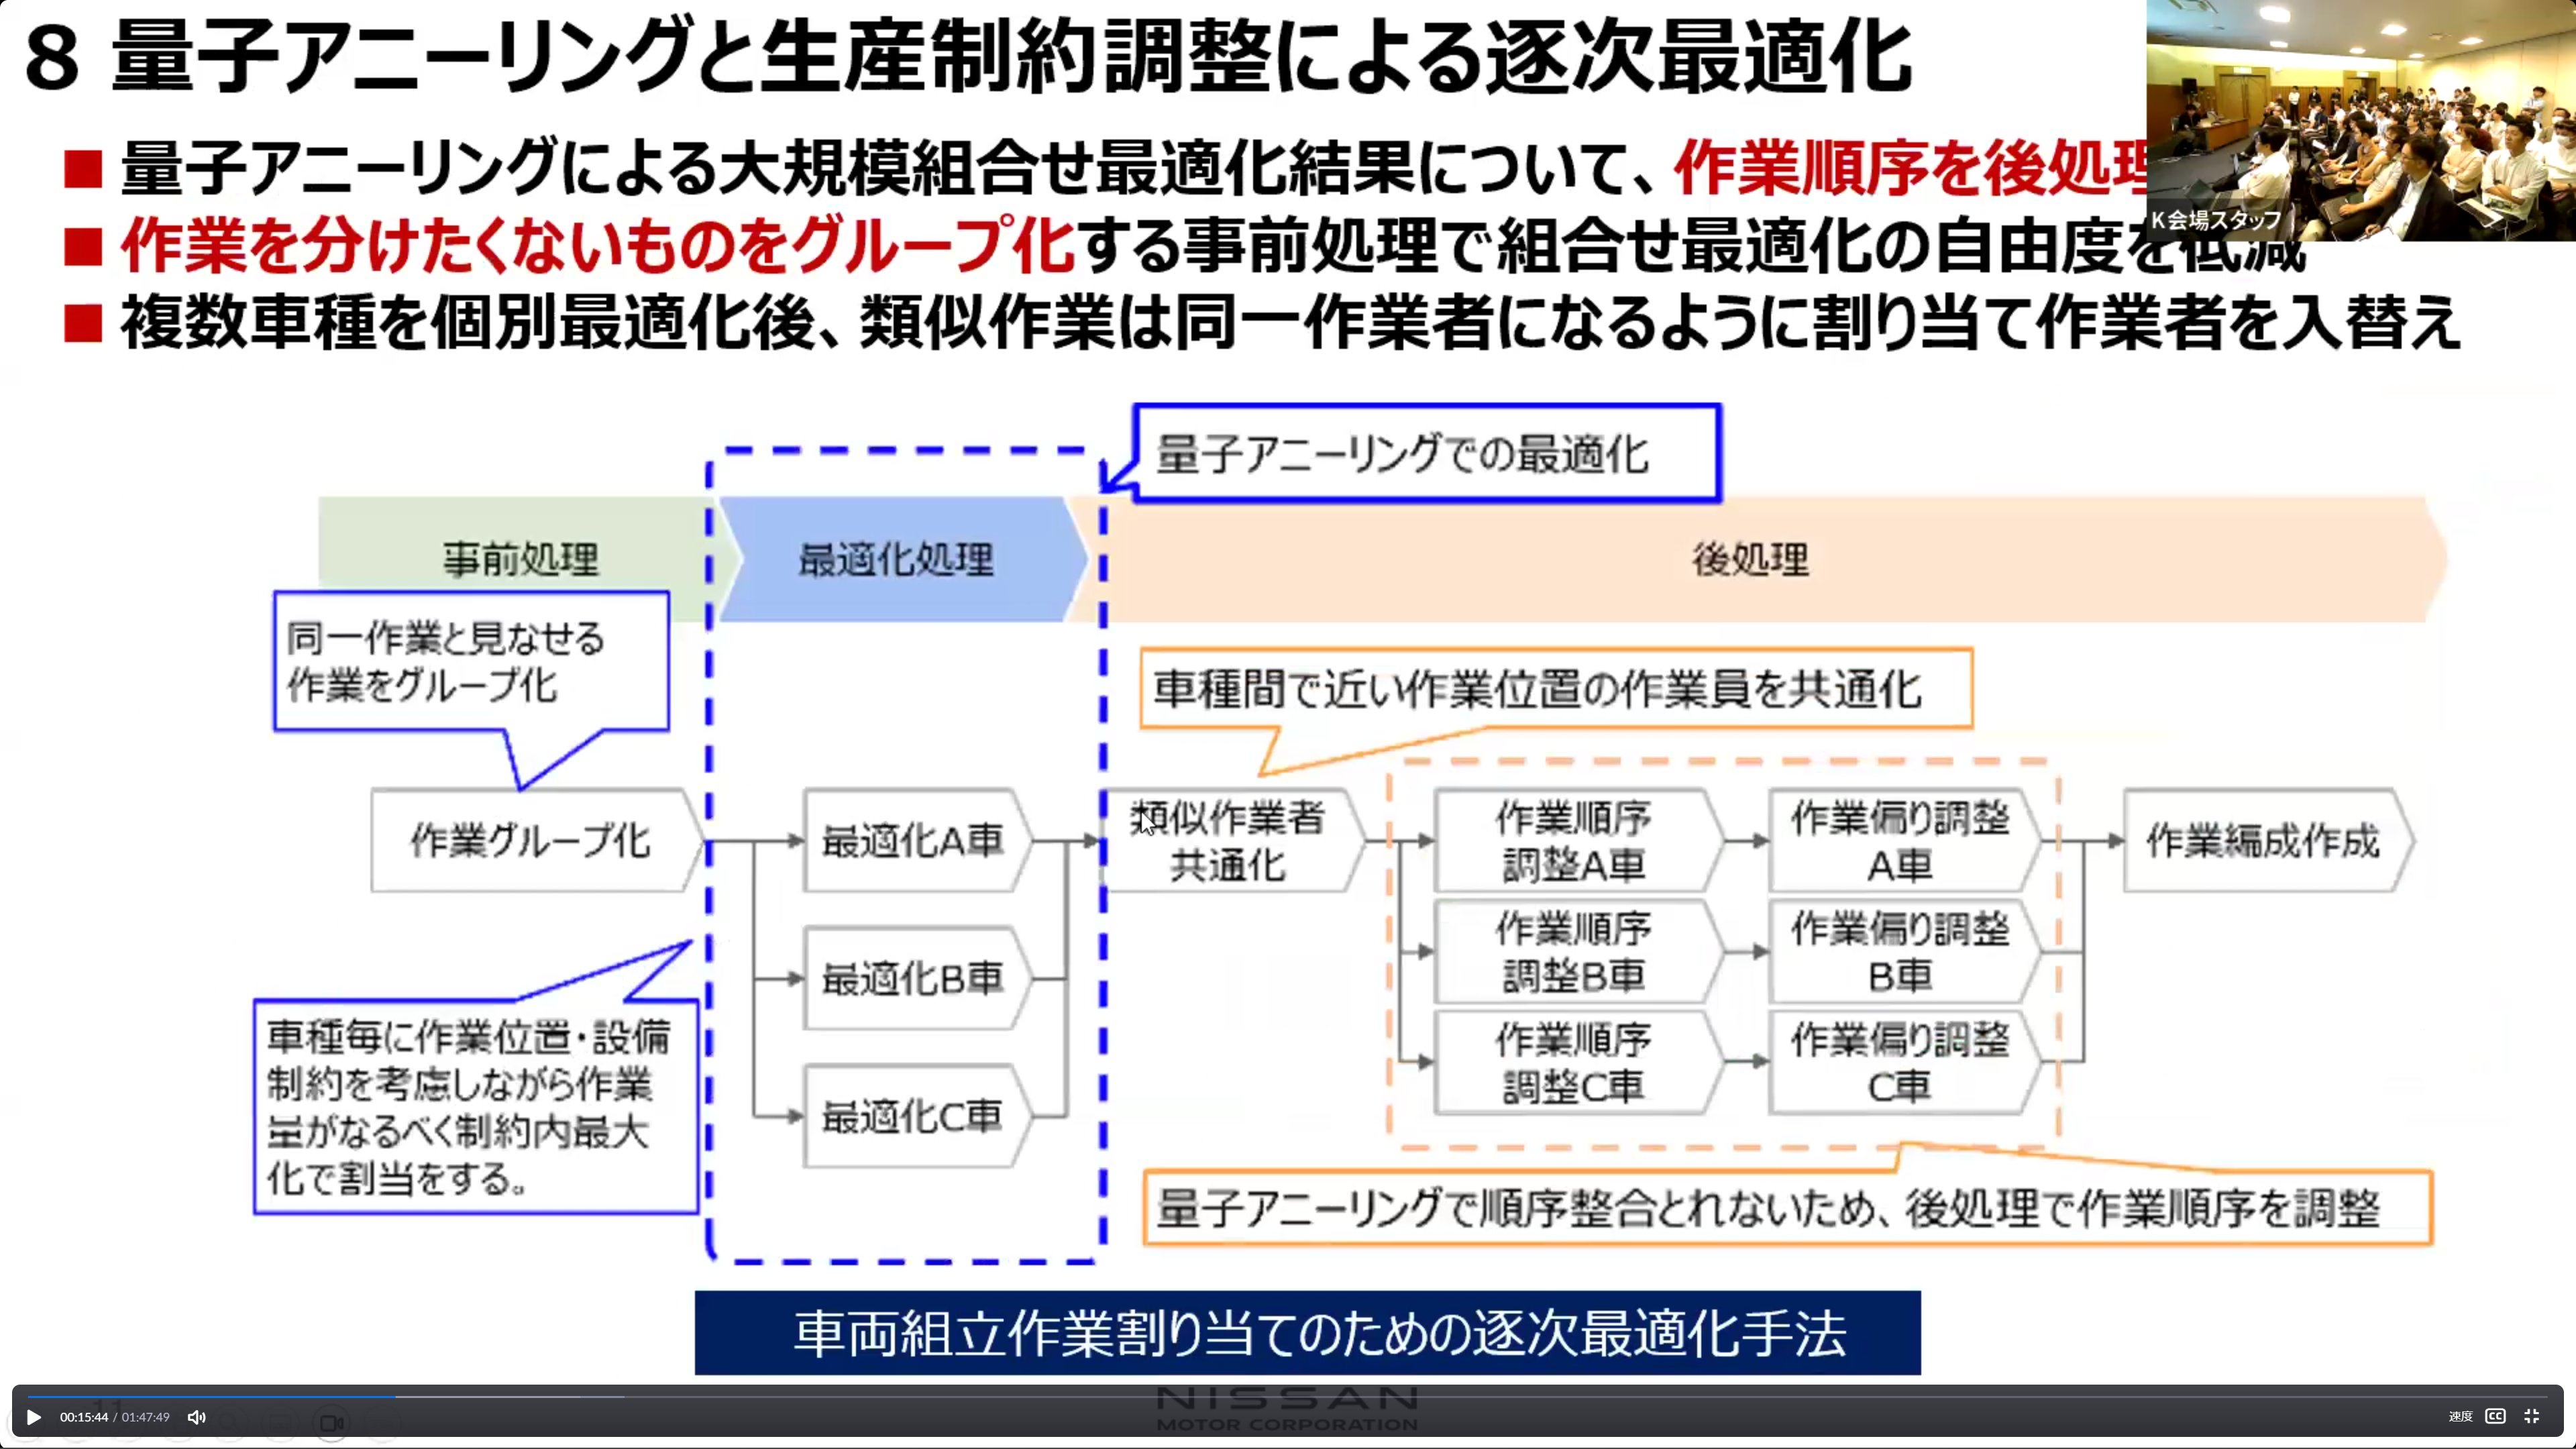 8 量子アニーリングと生産制約調整による逐次最適化
■ 量子アニーリングによる大規模組合せ最適化結果について、作業順序を後処理
■ 作業を分けたくないものをグループ化する事前処理で組合せ最適化の自由度を低減
■ 複数車種を個別最適化後、類似作業は同一作業者になるように割り当て作業者を入替え
K会場スタッフ
量子アニーリングでの最適化
事前処理
最適化処理
後処理
同一作業と見なせる
作業をグループ化
車種間で近い作業位置の作業員を共通化
作業グループ化
最適化A車
最適化B車
最適化C車
類似作業者
共通化
作業順序
調整A車
作業偏り調整
A車
作業順序
調整B車
作業偏り調整
B車
作業順序
調整C車
作業偏り調整
C車
作業編成作成
車種毎に作業位置・設備
制約を考慮しながら作業
量がなるべく制約内最大
化で割当をする。
量子アニーリングで順序整合とれないため、後処理で作業順序を調整
車両組立作業割り当てのための逐次最適化手法
NISSAN
MOTOR CORPORATION
11
00:15:44 / 01:47:49
速度
CC